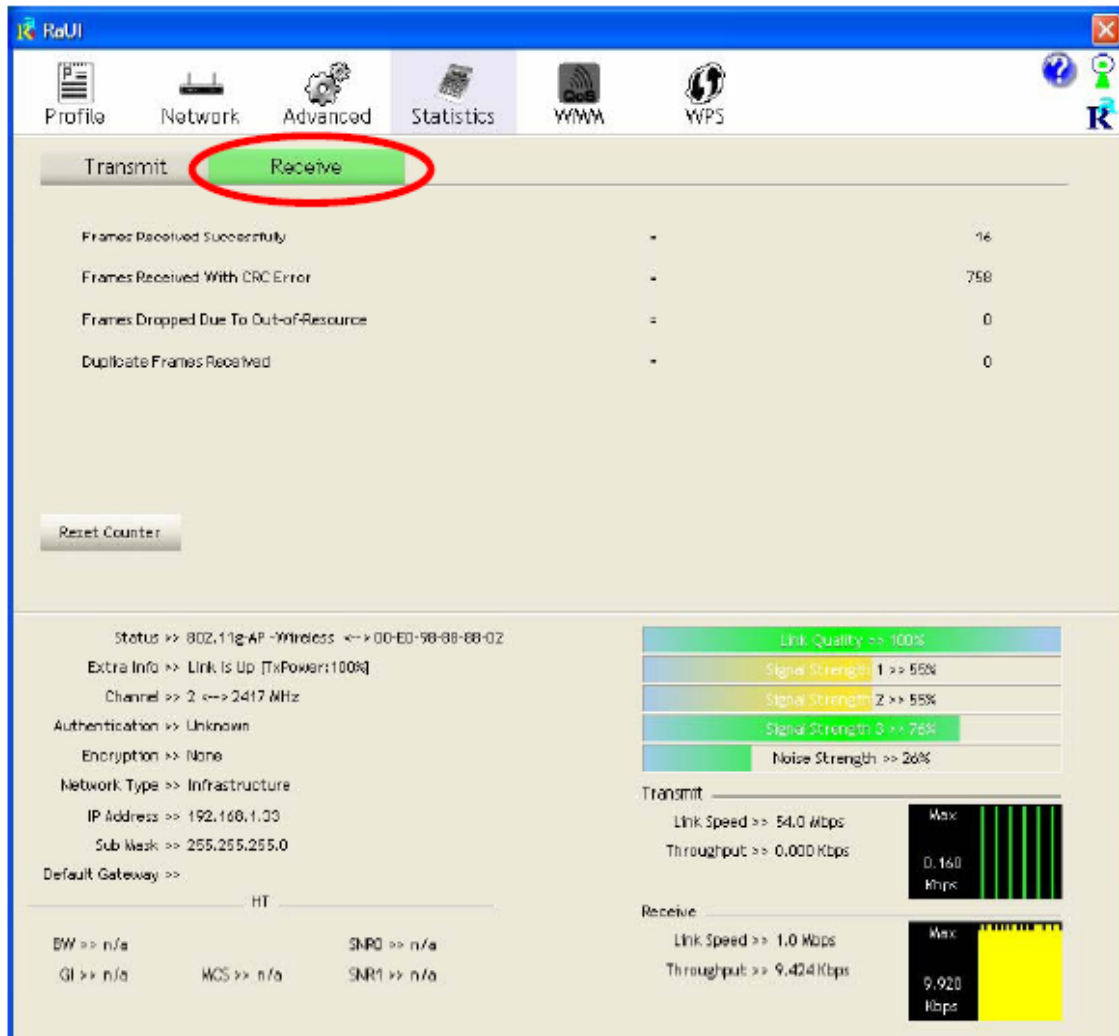 RaUI
Profile Network Advanced Statistics WMM WPS
QoS
Transmit Receive
Frames Received Successfully = 16
Frames Received With CRC Error = 758
Frames Dropped Due To Out-of-Resource = 0
Duplicate Frames Received = 0
Reset Counter
Status >> 802.11g-AP -Wireless <--> 00-E0-98-88-88-02
Extra Info >> Link is Up [TxPower:100%]
Channel >> 2 <--> 2417 MHz
Authentication >> Unknown
Encryption >> None
Network Type >> Infrastructure
IP Address >> 192.168.1.33
Sub Mask >> 255.255.255.0
Default Gateway >>
HT
BW >> n/a SNR0 >> n/a
GI >> n/a MCS >> n/a SNR1 >> n/a
Link Quality >> 100%
Signal Strength 1 >> 55%
Signal Strength 2 >> 55%
Signal Strength 3 >> 76%
Noise Strength >> 26%
Transmit
Link Speed >> 54.0 Mbps
Throughput >> 0.000 Kbps
Max
0.160
Kbps
Receive
Link Speed >> 1.0 Mbps
Throughput >> 9.424 Kbps
Max
9.920
Kbps